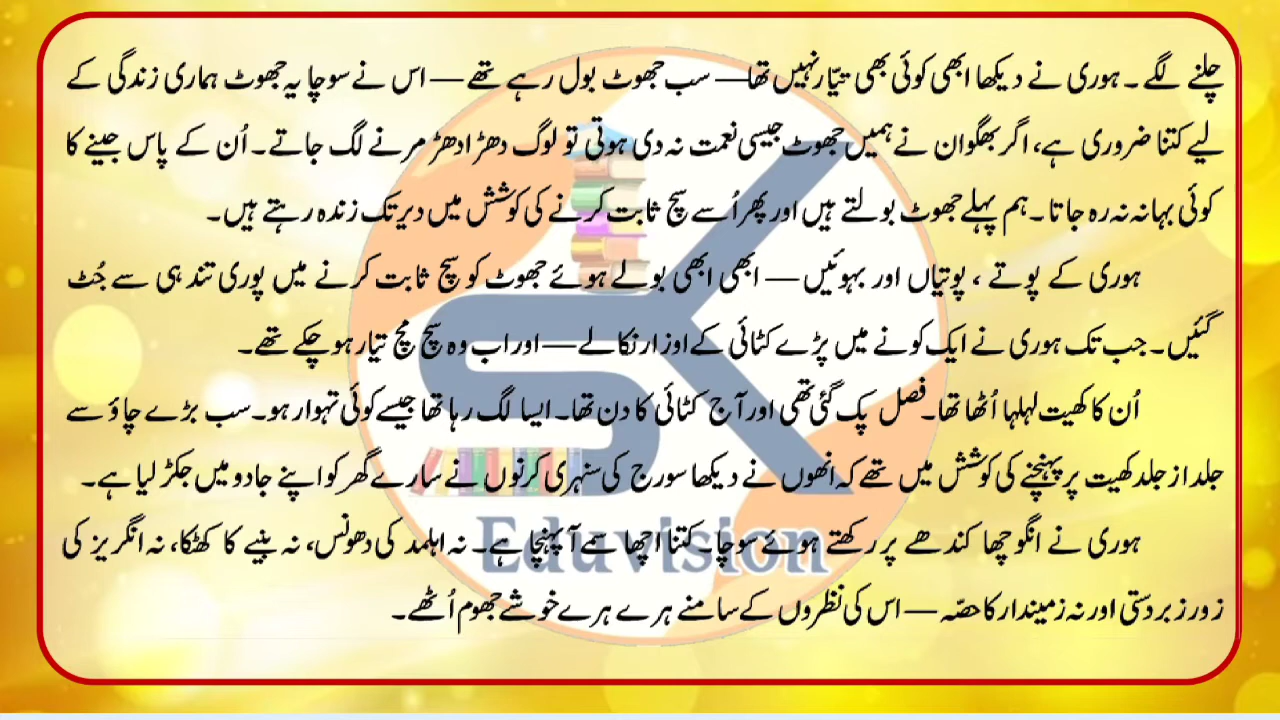 چلنے لگے۔ ہوری نے دیکھا ابھی کوئی بھی تیّار نہیں تھا— سب جھوٹ بول رہے تھے — اس نے سوچا یہ جھوٹ ہماری زندگی کے
لیے کتنا ضروری ہے، اگر بھگوان نے ہمیں جھوٹ جیسی نعمت نہ دی ہوتی تو لوگ دھڑا دھڑ مرنے لگ جاتے۔ اُن کے پاس جینے کا
کوئی بہانہ نہ رہ جاتا۔ ہم پہلے جھوٹ بولتے ہیں اور پھر اُسے سچ ثابت کرنے کی کوشش میں دیر تک زندہ رہتے ہیں۔
ہوری کے پوتے، پوتیاں اور بہوئیں — ابھی ابھی بولے ہوئے جھوٹ کو سچ ثابت کرنے میں پوری تندہی سے جُٹ
گئیں۔ جب تک ہوری نے ایک کونے میں پڑے کٹائی کے اوزار نکالے — اور اب وہ سچ مچ تیّار ہو چکے تھے۔
اُن کا کھیت لہلہا اُٹھا تھا۔ فصل پک گئی تھی اور آج کٹائی کا دن تھا۔ ایسا لگ رہا تھا جیسے کوئی تہوار ہو۔ سب بڑے چاؤ سے
جلد از جلد کھیت پر پہنچنے کی کوشش میں تھے کہ انھوں نے دیکھا سورج کی سنہری کرنوں نے سارے گھر کو اپنے جادو میں جکڑ لیا ہے۔
ہوری نے انگوچھا کندھے پر رکھتے ہوئے سوچا۔ کتنا اچھا سمے آ پہنچا ہے۔ نہ اہلمد کی دھونس، نہ بنیے کا کھٹکا، نہ انگریز کی
زور زبردستی اور نہ زمیندار کا حصّہ — اس کی نظروں کے سامنے ہرے ہرے خوشے جھوم اُٹھے۔
SK
Eduvision